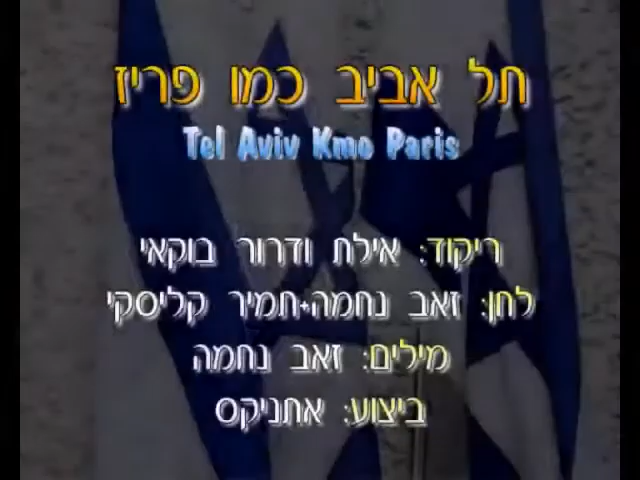 תל אביב כמו פריז
Tel Aviv Kmo Paris
ריקוד: אילת ודרור בוקאי
לחן: זאב נחמה+תמיר קליסקי
מילים: זאב נחמה
ביצוע: אתניקס